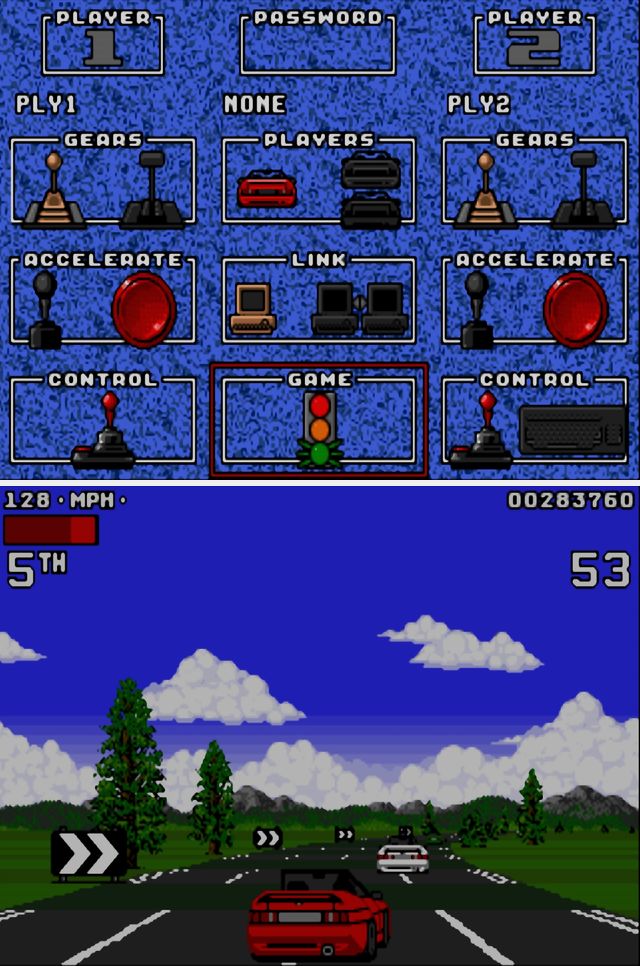 PLAYER PASSWORD PLAYER
1 2
PLY1 NONE PLY2
GEARS PLAYERS GEARS
ACCELERATE LINK ACCELERATE
CONTROL GAME CONTROL
128·MPH· 00283760
5TH 53